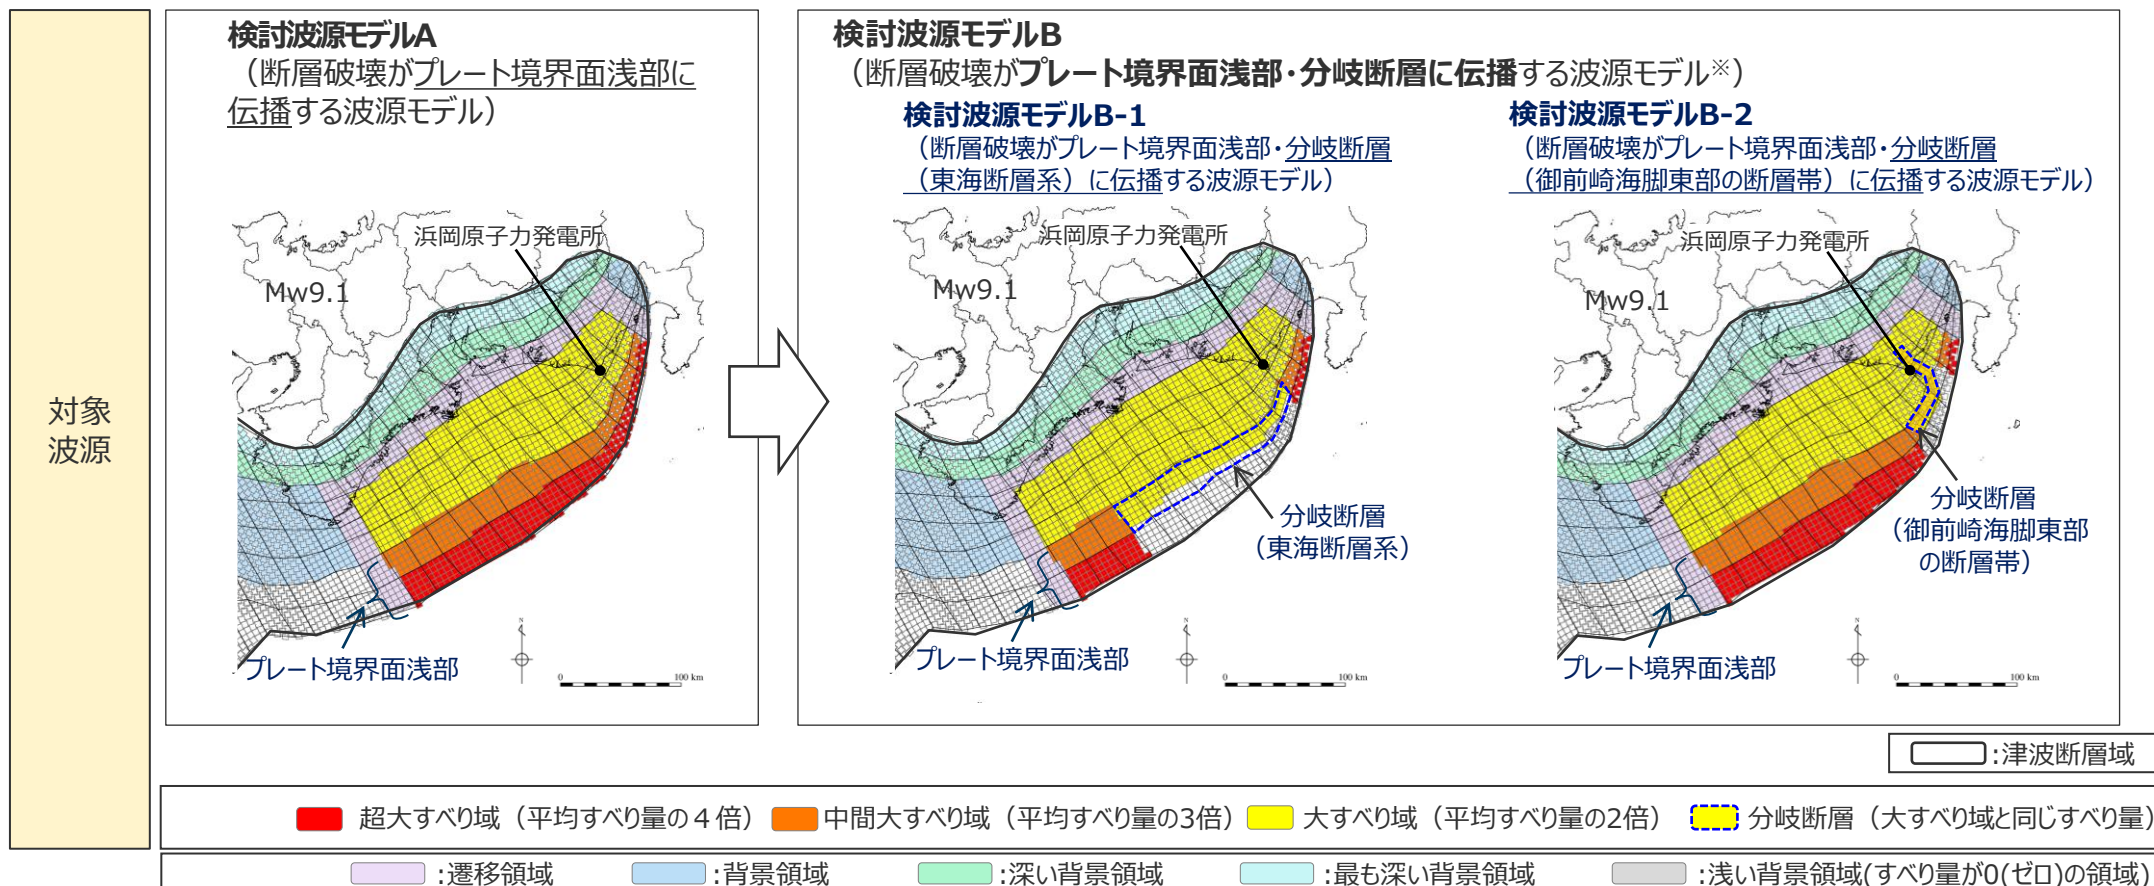 対象
波源
検討波源モデルA
（断層破壊がプレート境界面浅部に
伝播する波源モデル）
浜岡原子力発電所
Mw9.1
プレート境界面浅部
N
0 100 km
検討波源モデルB
（断層破壊がプレート境界面浅部・分岐断層に伝播する波源モデル※）
検討波源モデルB-1
（断層破壊がプレート境界面浅部・分岐断層
（東海断層系）に伝播する波源モデル）
浜岡原子力発電所
Mw9.1
分岐断層
（東海断層系）
プレート境界面浅部
N
0 100 km
検討波源モデルB-2
（断層破壊がプレート境界面浅部・分岐断層
（御前崎海脚東部の断層帯）に伝播する波源モデル）
浜岡原子力発電所
Mw9.1
分岐断層
（御前崎海脚東部
の断層帯）
プレート境界面浅部
N
0 100 km
:津波断層域
超大すべり域（平均すべり量の４倍）
中間大すべり域（平均すべり量の3倍）
大すべり域（平均すべり量の2倍）
分岐断層（大すべり域と同じすべり量）
:遷移領域
:背景領域
:深い背景領域
:最も深い背景領域
:浅い背景領域(すべり量が0(ゼロ)の領域)